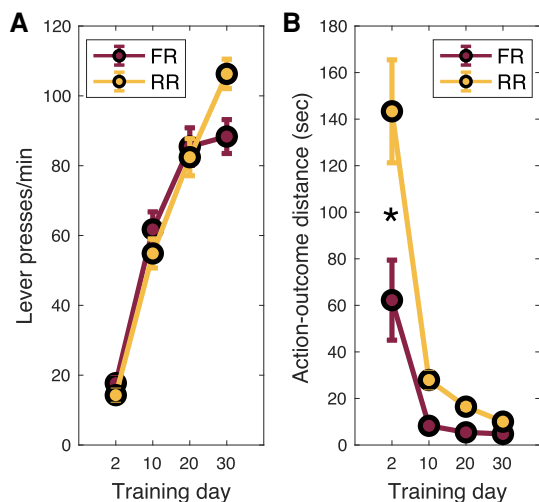 A
FR
RR
Lever presses/min
120
100
80
60
40
20
0
2 10 20 30
Training day
B
FR
RR
Action-outcome distance (sec)
180
160
140
120
100
80
60
40
20
0
*
2 10 20 30
Training day